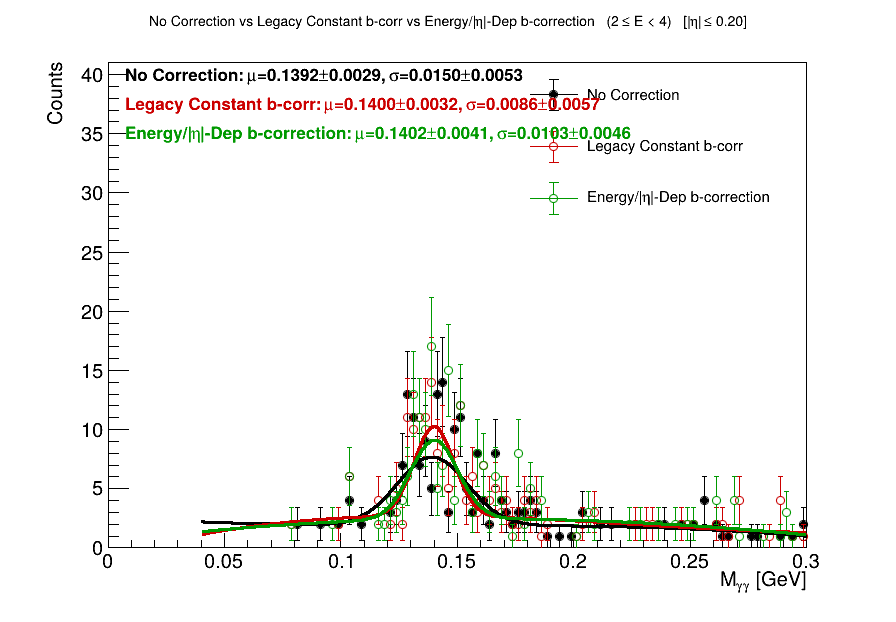 No Correction vs Legacy Constant b-corr vs Energy/|η|-Dep b-correction (2 ≤ E < 4) [|η| ≤ 0.20]
Counts
No Correction: μ=0.1392±0.0029, σ=0.0150±0.0053
Legacy Constant b-corr: μ=0.1400±0.0032, σ=0.0086±0.0057
Energy/|η|-Dep b-correction: μ=0.1402±0.0041, σ=0.0103±0.0046
No Correction
Legacy Constant b-corr
Energy/|η|-Dep b-correction
40
35
30
25
20
15
10
5
0
0 0.05 0.1 0.15 0.2 0.25 0.3
Mγγ [GeV]